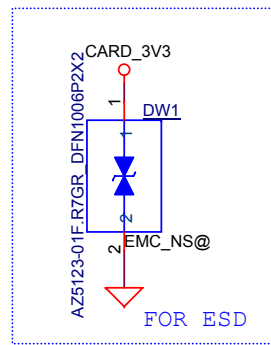 CARD_3V3
1
DW1
1
AZ5123-01F.R7GR_DFN1006P2X2
2
EMC_NS@
2
FOR ESD